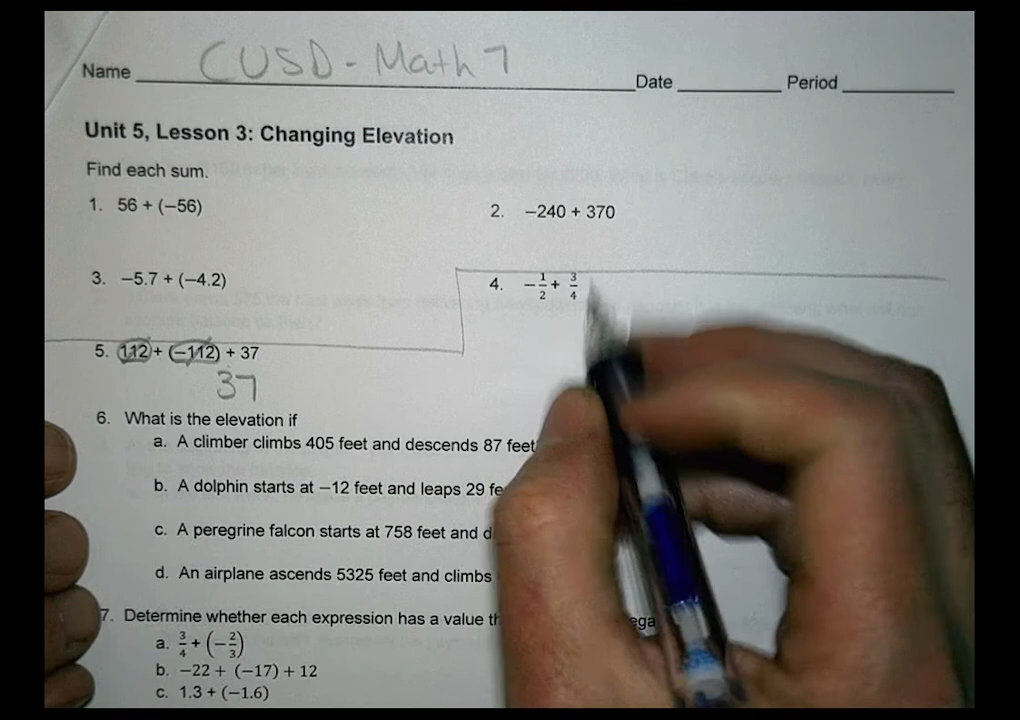 Name CUSD - Math 7 Date Period
Unit 5, Lesson 3: Changing Elevation
Find each sum.
1. 56 + (−56) 2. −240 + 370
3. −5.7 + (−4.2) 4. −1/2 + 3/4
5. 112 + (−112) + 37
37
6. What is the elevation if
a. A climber climbs 405 feet and descends 87 feet
b. A dolphin starts at −12 feet and leaps 29
c. A peregrine falcon starts at 758 feet and
d. An airplane ascends 5325 feet and climbs
7. Determine whether each expression has a value
a. 3/4 + (−2/3)
b. −22 + (−17) + 12
c. 1.3 + (−1.6)